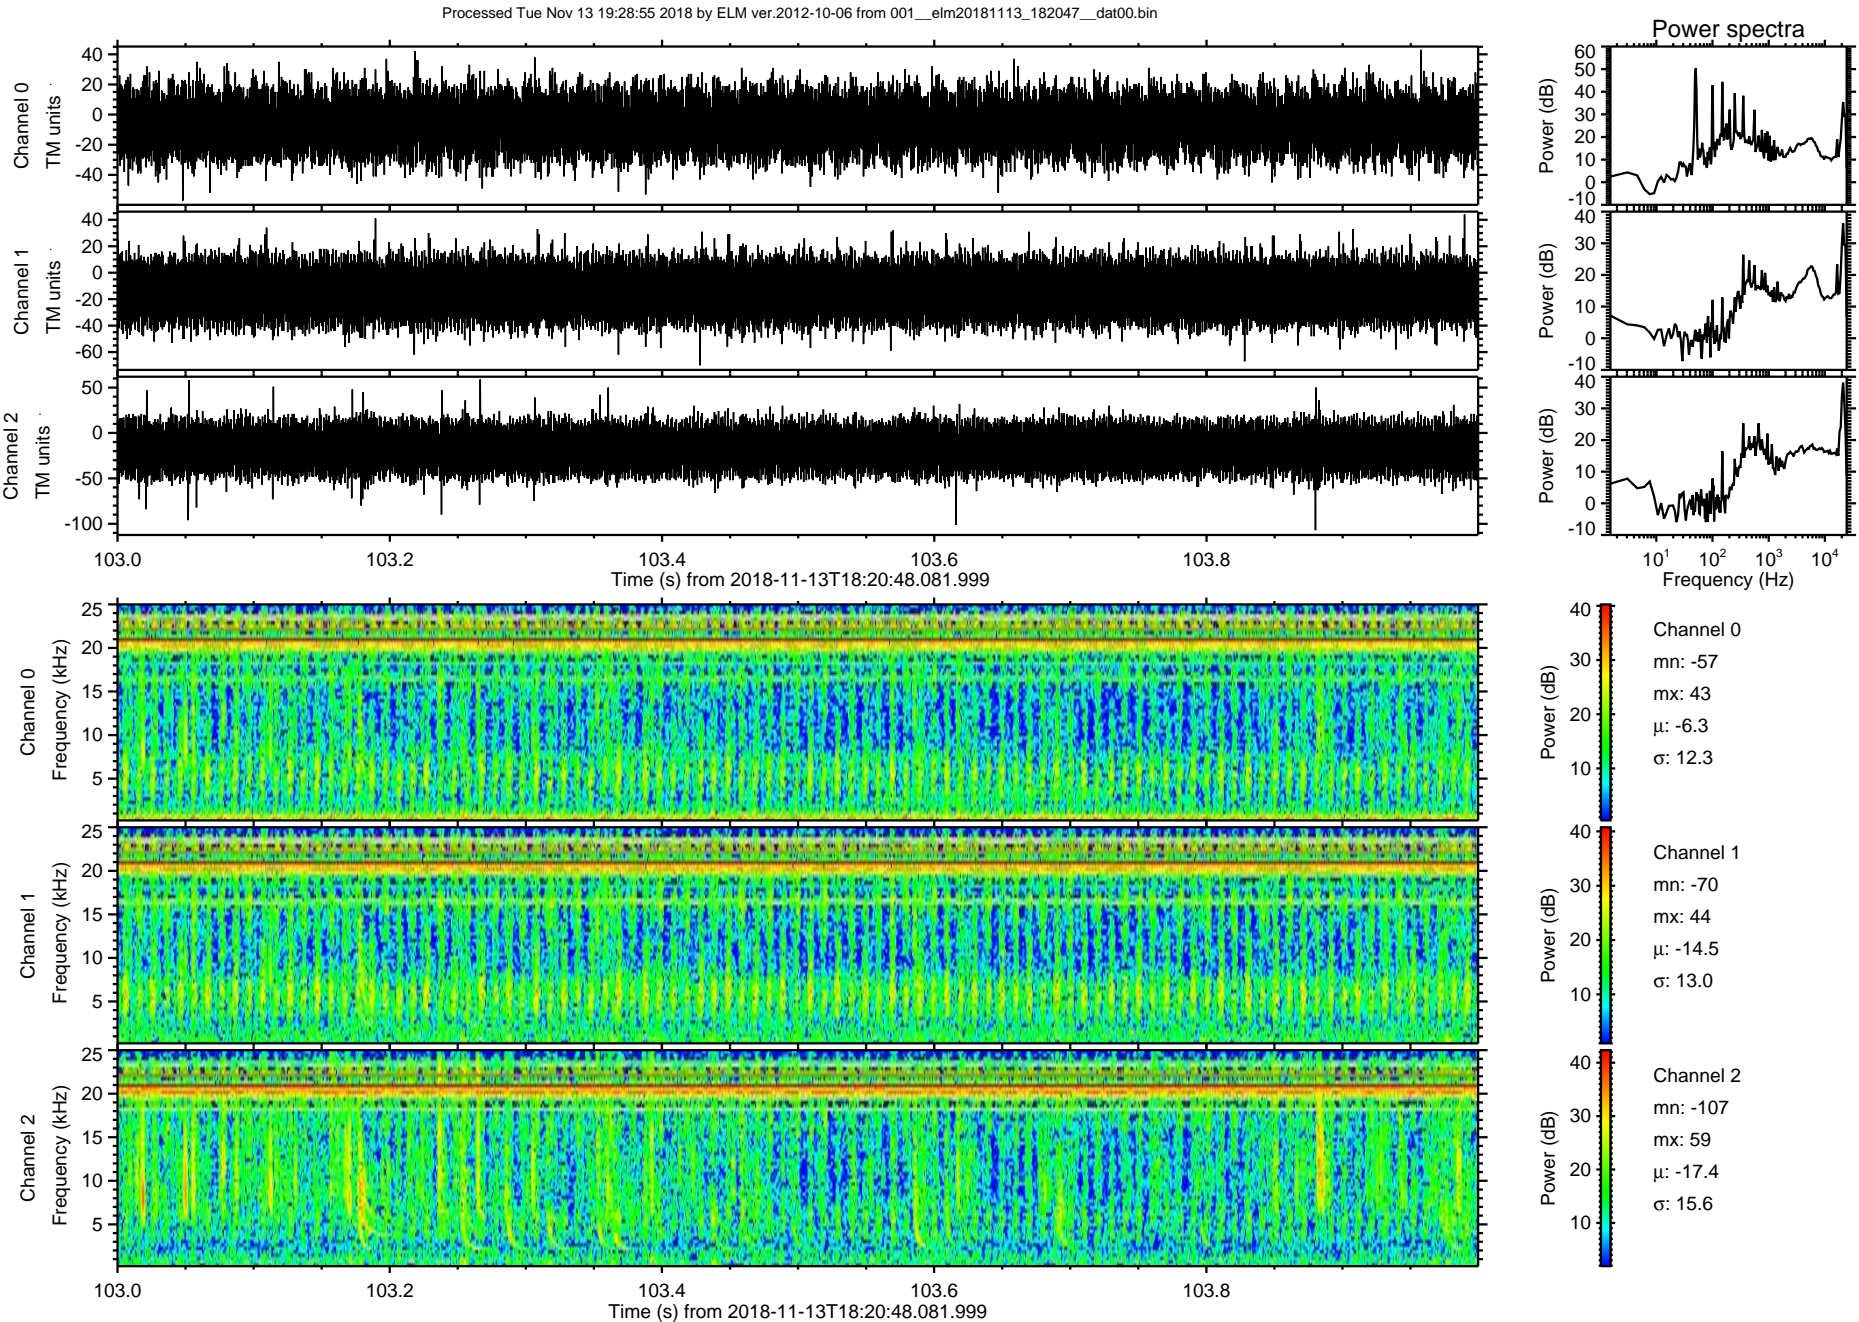 Processed Tue Nov 13 19:28:55 2018 by ELM ver.2012-10-06 from 001__elm20181113_182047__dat00.bin
Power spectra
Channel 0
TM units
40
20
0
-20
-40
Power (dB)
60
50
40
30
20
10
0
-10
Channel 1
TM units
40
20
0
-20
-40
-60
Power (dB)
40
30
20
10
0
-10
Channel 2
TM units
50
0
-50
-100
Power (dB)
40
30
20
10
0
-10
103.0 103.2 103.4 103.6 103.8
Time (s) from 2018-11-13T18:20:48.081.999
10^1 10^2 10^3 10^4
Frequency (Hz)
Channel 0
Frequency (kHz)
25
20
15
10
5
Power (dB)
40
30
20
10
Channel 0
mn: -57
mx: 43
μ: -6.3
σ: 12.3
Channel 1
Frequency (kHz)
25
20
15
10
5
Power (dB)
40
30
20
10
Channel 1
mn: -70
mx: 44
μ: -14.5
σ: 13.0
Channel 2
Frequency (kHz)
25
20
15
10
5
Power (dB)
40
30
20
10
Channel 2
mn: -107
mx: 59
μ: -17.4
σ: 15.6
103.0 103.2 103.4 103.6 103.8
Time (s) from 2018-11-13T18:20:48.081.999